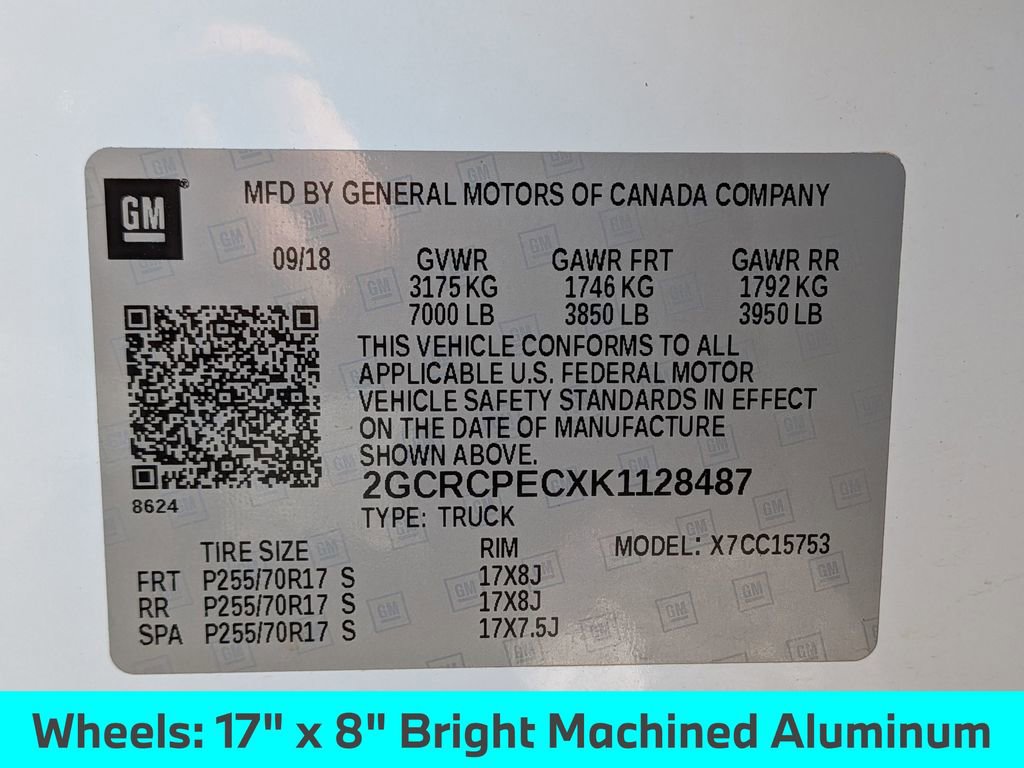 GM
MFD BY GENERAL MOTORS OF CANADA COMPANY
09/18 GVWR GAWR FRT GAWR RR
3175 KG 1746 KG 1792 KG
7000 LB 3850 LB 3950 LB
THIS VEHICLE CONFORMS TO ALL
APPLICABLE U.S. FEDERAL MOTOR
VEHICLE SAFETY STANDARDS IN EFFECT
ON THE DATE OF MANUFACTURE
SHOWN ABOVE.
2GCRCPECXK1128487
8624
TYPE: TRUCK
TIRE SIZE RIM MODEL: X7CC15753
FRT P255/70R17 S 17X8J
RR P255/70R17 S 17X8J
SPA P255/70R17 S 17X7.5J
Wheels: 17" x 8" Bright Machined Aluminum